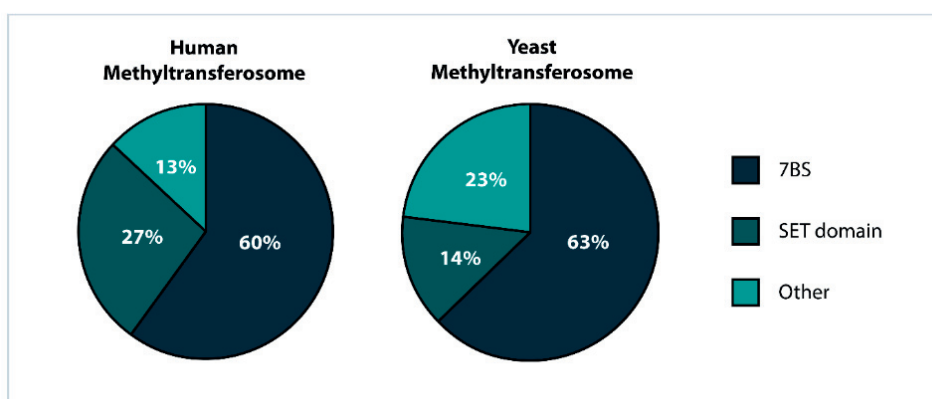 Human
Methyltransferosome
Yeast
Methyltransferosome
13%
27%
60%
23%
14%
63%
7BS
SET domain
Other